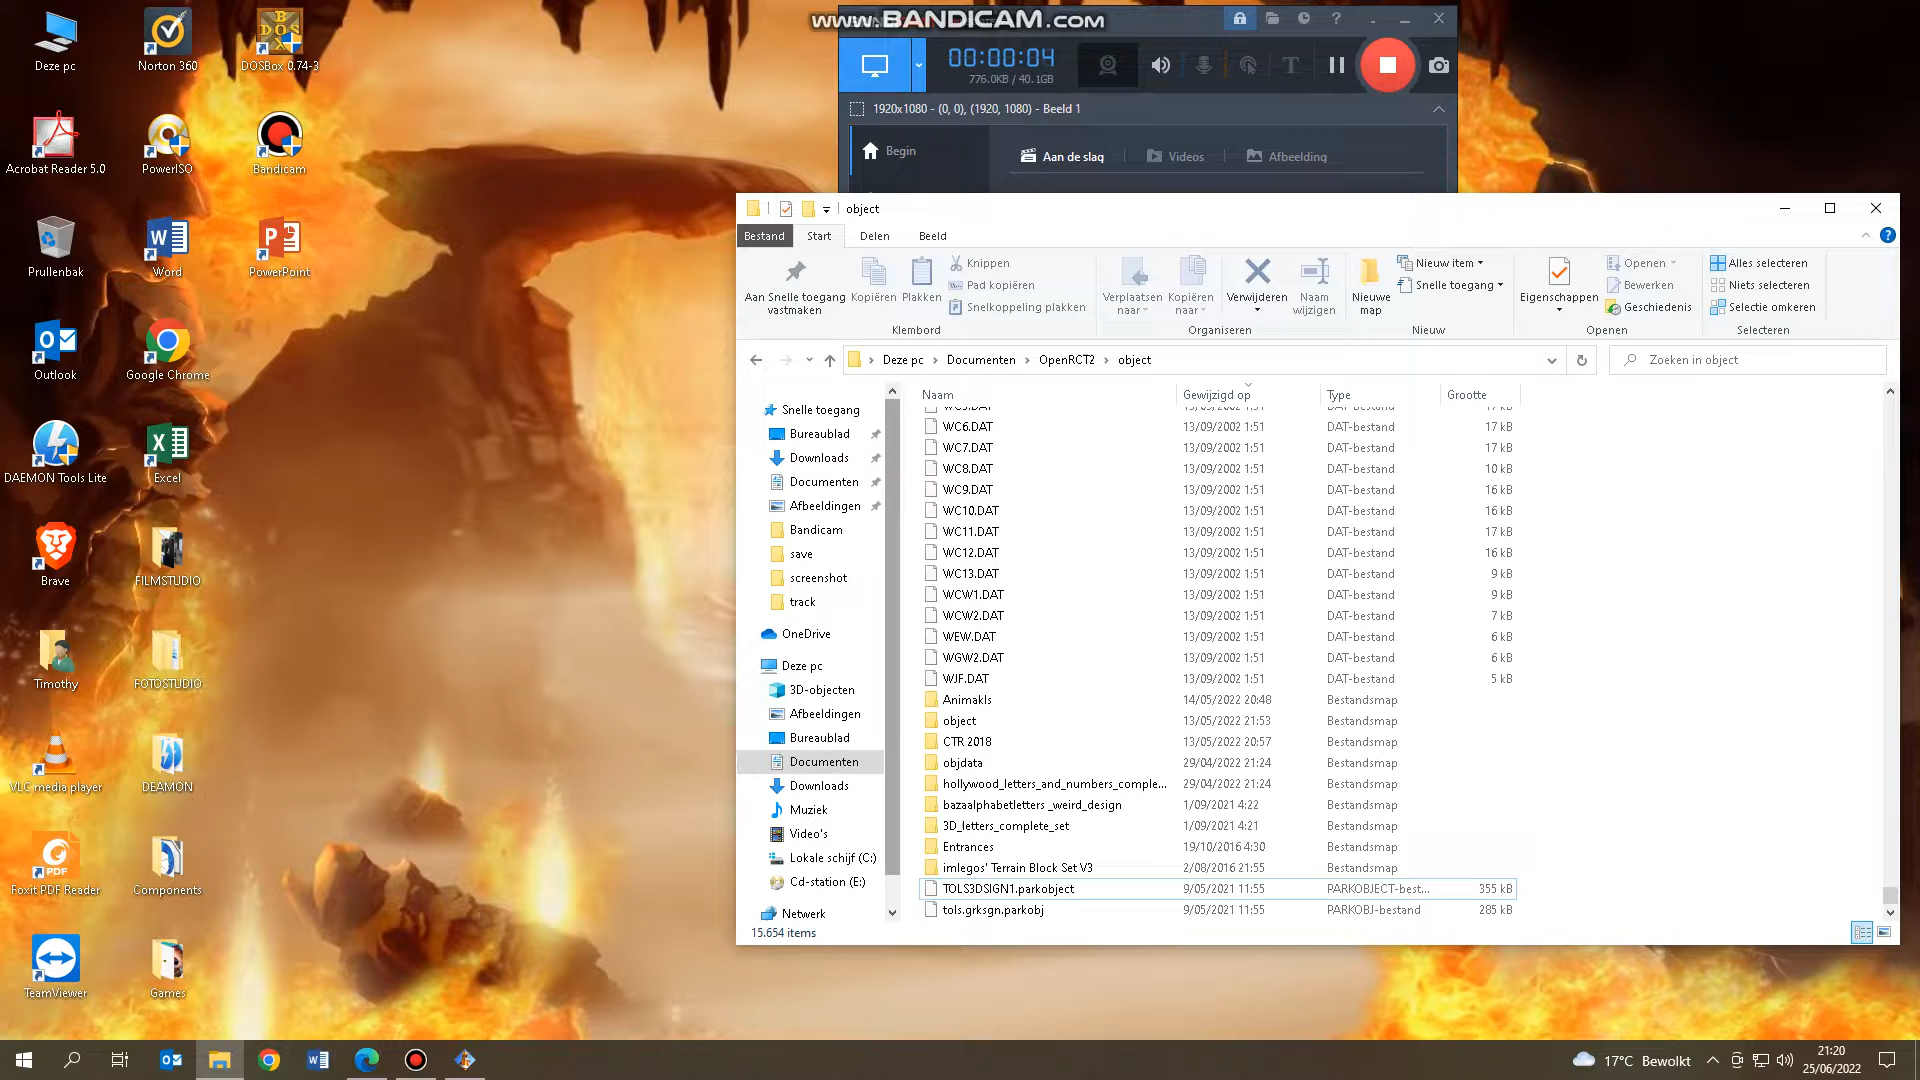 www.BANDICAM.com
Deze pc
Norton 360
DOSBox 0.74-3
Acrobat Reader 5.0
PowerISO
Bandicam
Prullenbak
Word
PowerPoint
Outlook
Google Chrome
DAEMON Tools Lite
Excel
Brave
FILMSTUDIO
Timothy
FOTOSTUDIO
VLC media player
DEAMON
Foxit PDF Reader
Componenten
TeamViewer
Games
00:00:04
776.0KB / 40.1GB
1920x1080 - (0, 0), (1920, 1080) - Beeld 1
Begin
Aan de slag
Videos
Afbeelding
object
Bestand
Start
Delen
Beeld
Aan Snelle toegang vastmaken
Kopiëren
Plakken
Knippen
Pad kopiëren
Snelkoppeling plakken
Klembord
Verplaatsen naar
Kopiëren naar
Verwijderen
Naam wijzigen
Organiseren
Nieuwe map
Nieuw item
Snelle toegang
Nieuw
Eigenschappen
Openen
Bewerken
Geschiedenis
Openen
Alles selecteren
Niets selecteren
Selectie omkeren
Selecteren
Deze pc > Documenten > OpenRCT2 > object
Zoeken in object
Snelle toegang
Bureaublad
Downloads
Documenten
Afbeeldingen
Bandicam
save
screenshot
track
OneDrive
Deze pc
3D-objecten
Afbeeldingen
Bureaublad
Documenten
Downloads
Muziek
Video's
Lokale schijf (C:)
Cd-station (E:)
Netwerk
Naam Gewijzigd op Type Grootte
WC5.DAT 13/09/2002 1:51 DAT-bestand 17 kB
WC6.DAT 13/09/2002 1:51 DAT-bestand 17 kB
WC7.DAT 13/09/2002 1:51 DAT-bestand 17 kB
WC8.DAT 13/09/2002 1:51 DAT-bestand 10 kB
WC9.DAT 13/09/2002 1:51 DAT-bestand 16 kB
WC10.DAT 13/09/2002 1:51 DAT-bestand 16 kB
WC11.DAT 13/09/2002 1:51 DAT-bestand 17 kB
WC12.DAT 13/09/2002 1:51 DAT-bestand 16 kB
WC13.DAT 13/09/2002 1:51 DAT-bestand 9 kB
WCW1.DAT 13/09/2002 1:51 DAT-bestand 9 kB
WCW2.DAT 13/09/2002 1:51 DAT-bestand 7 kB
WEW.DAT 13/09/2002 1:51 DAT-bestand 6 kB
WGW2.DAT 13/09/2002 1:51 DAT-bestand 6 kB
WJF.DAT 13/09/2002 1:51 DAT-bestand 5 kB
Animakls 14/05/2022 20:48 Bestandsmap
object 13/05/2022 21:53 Bestandsmap
CTR 2018 13/05/2022 20:57 Bestandsmap
objdata 29/04/2022 21:24 Bestandsmap
hollywood_letters_and_numbers_comple... 29/04/2022 21:24 Bestandsmap
bazaalphabetletters _weird_design 1/09/2021 4:22 Bestandsmap
3D_letters_complete_set 1/09/2021 4:21 Bestandsmap
Entrances 19/10/2016 4:30 Bestandsmap
imlegos' Terrain Block Set V3 2/08/2016 21:55 Bestandsmap
TOLS3DSIGN1.parkobject 9/05/2021 11:55 PARKOBJECT-best... 355 kB
tols.grksgn.parkobj 9/05/2021 11:55 PARKOBJ-bestand 285 kB
15.654 items
17°C Bewolkt
21:20
25/06/2022